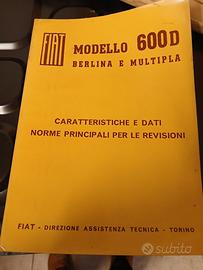 FIAT
MODELLO 600D
BERLINA E MULTIPLA
CARATTERISTICHE E DATI
NORME PRINCIPALI PER LE REVISIONI
FIAT - DIREZIONE ASSISTENZA TECNICA - TORINO
subito